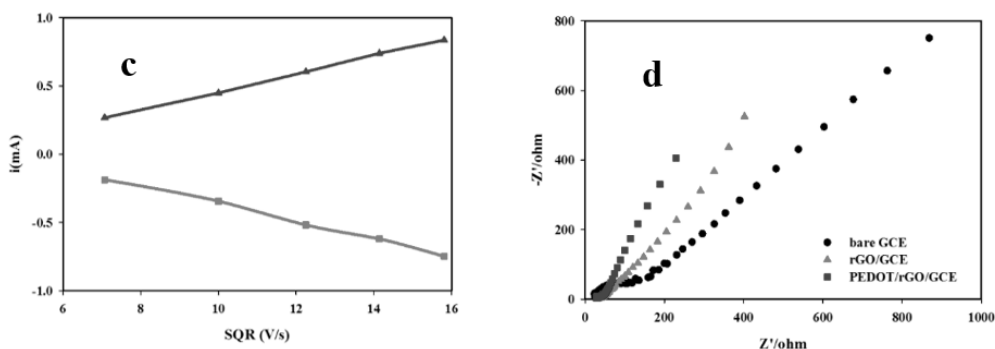 c
1.0
0.5
0.0
-0.5
-1.0
i(mA)
6 8 10 12 14 16
SQR (V/s)
d
800
600
400
200
0
-Z'/ohm
bare GCE
rGO/GCE
PEDOT/rGO/GCE
0 200 400 600 800 1000
Z'/ohm